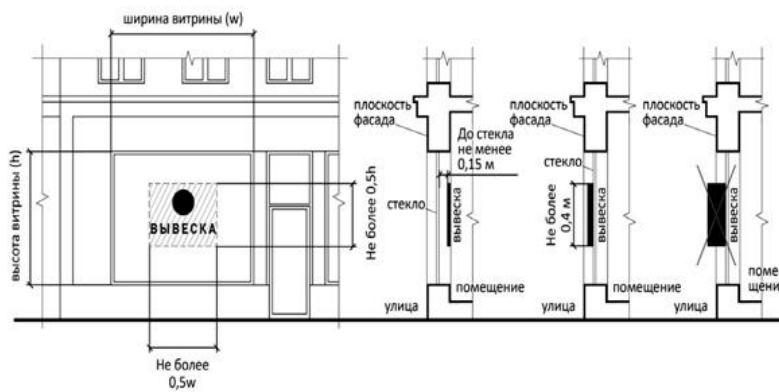 ширина витрины (w)
высота витрины (h)
ВЫВЕСКА
Не более 0,5h
Не более
0,5w
плоскость
фасада
До стекла
не менее
0,15 м
стекло
вывеска
помещение
улица
плоскость
фасада
стекло
Не более
0,4 м
вывеска
помещение
улица
плоскость
фасада
вывеска
поме
щени
улица